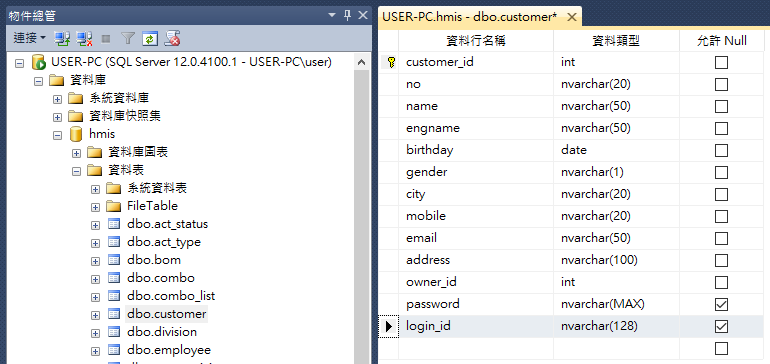 物件總管
連接
USER-PC (SQL Server 12.0.4100.1 - USER-PC\user)
資料庫
系統資料庫
資料庫快照集
hmis
資料庫圖表
資料表
系統資料表
FileTable
dbo.act_status
dbo.act_type
dbo.bom
dbo.combo
dbo.combo_list
dbo.customer
dbo.division
dbo.employee
USER-PC.hmis - dbo.customer*
資料行名稱 資料類型 允許 Null
customer_id int
no nvarchar(20)
name nvarchar(50)
engname nvarchar(50)
birthday date
gender nvarchar(1)
city nvarchar(20)
mobile nvarchar(20)
email nvarchar(50)
address nvarchar(100)
owner_id int
password nvarchar(MAX)
login_id nvarchar(128)